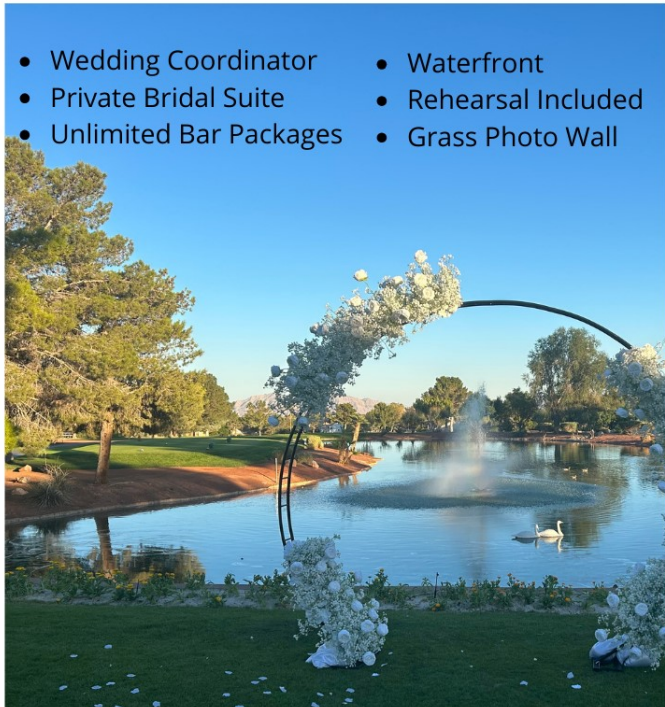 • Wedding Coordinator
• Private Bridal Suite
• Unlimited Bar Packages
• Waterfront
• Rehearsal Included
• Grass Photo Wall